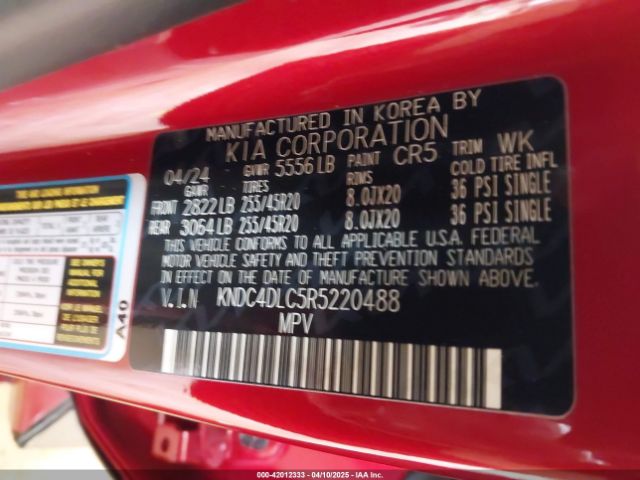 MANUFACTURED IN KOREA BY
KIA CORPORATION
04/24 GVWR 5556 LB PAINT CR5 TRIM WK
GAWR TIRES RIMS COLD TIRE INFL
FRONT 2822 LB 255/45R20 8.0JX20 36 PSI SINGLE
REAR 3064 LB 255/45R20 8.0JX20 36 PSI SINGLE
THIS VEHICLE CONFORMS TO ALL APPLICABLE U.S.A. FEDERAL
MOTOR VEHICLE SAFETY AND THEFT PREVENTION STANDARDS
IN EFFECT ON THE DATE OF MANUFACTURE SHOWN ABOVE
V.I.N KNDC4DLC5R5220488
MPV
A40
000-42012333 - 04/10/2025 - IAA Inc.